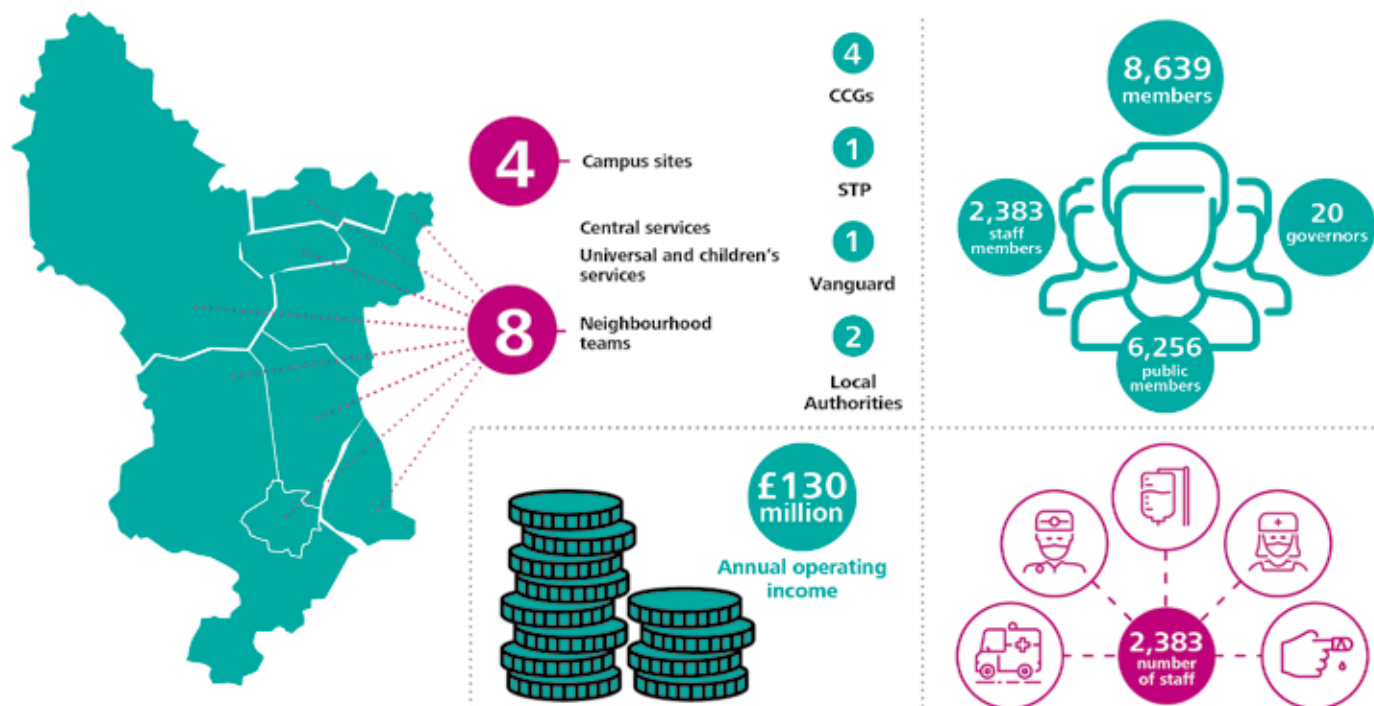 4
Campus sites
Central services
Universal and children's
services
8
Neighbourhood
teams
4
CCGs
1
STP
1
Vanguard
2
Local
Authorities
8,639
members
2,383
staff
members
20
governors
6,256
public
members
£130
million
Annual operating
income
2,383
number
of staff